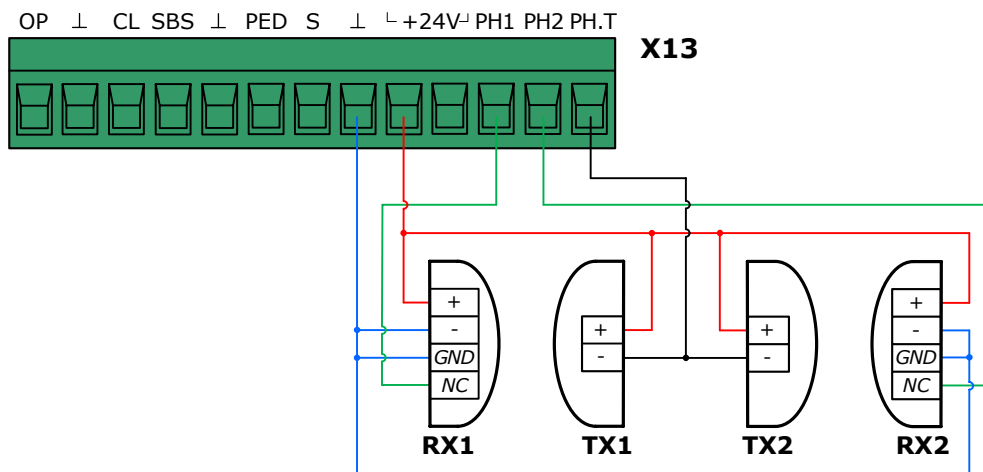 OP ⊥ CL SBS ⊥ PED S ⊥ └ +24V ┘ PH1 PH2 PH.T
X13
+ + + +
- - - -
GND GND
NC NC
RX1 TX1 TX2 RX2